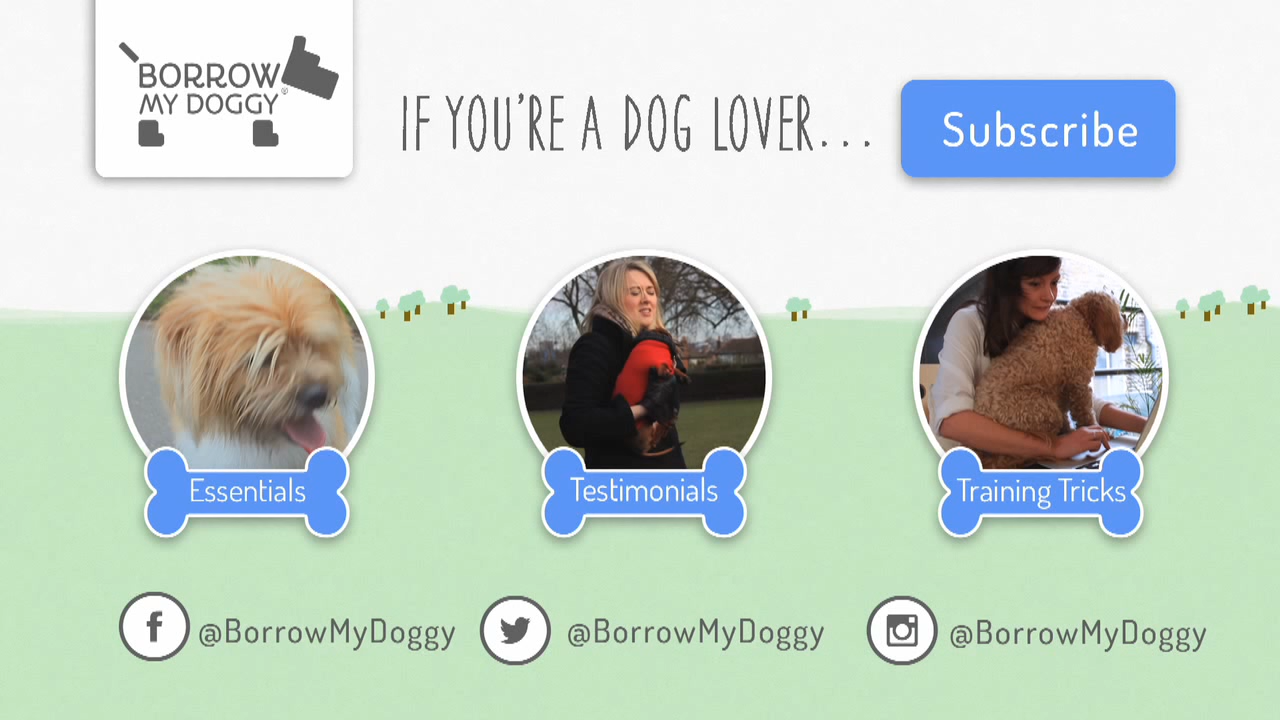 BORROW
MY DOGGY®
IF YOU'RE A DOG LOVER...
Subscribe
Essentials
Testimonials
Training Tricks
@BorrowMyDoggy
@BorrowMyDoggy
@BorrowMyDoggy